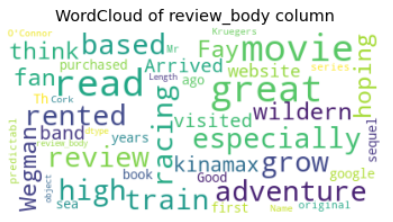 WordCloud of review_body column
O'Connor Mr Kruegers
think based Fay movie
fan purchased Arrived ago website series
read great hoping
Th Cork Length wildern
rented racing visited
Wegman band years especially sequel
predictabl review_body dtype kinamax grow
review book Good google
object high train adventure
sea first Name original